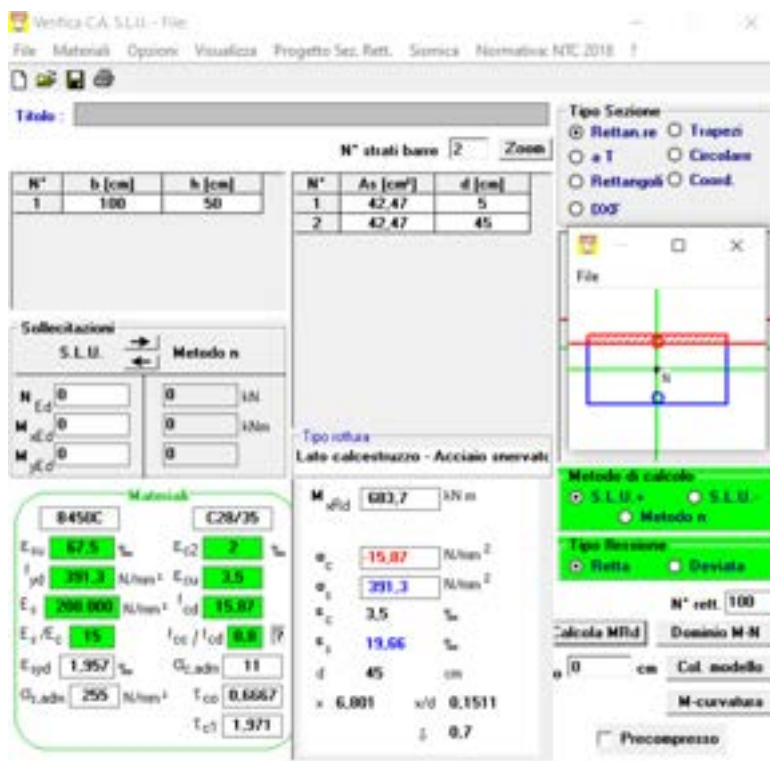 Verifica C.A. S.L.U. - File:
File Materiali Opzioni Visualizza Progetto Sez. Rett. Sismica Normativa: NTC 2018 ?
Titolo :
N° strati barre 2 Zoom
N° b [cm] h [cm]
1 100 50
N° As [cm²] d [cm]
1 42,47 5
2 42,47 45
Tipo Sezione
Rettan.re Trapezi
a T Circolare
Rettangoli Coord.
DXF
File
N
Sollecitazioni
S.L.U. Metodo n
N Ed 0 0 kN
M xEd 0 0 kNm
M yEd 0 0
Tipo rottura
Lato calcestruzzo - Acciaio snervato
Metodo di calcolo
S.L.U.+ S.L.U.-
Metodo n
Tipo flessione
Retta Deviata
N° rett. 100
Calcola MRd Dominio M-N
o 0 cm Col. modello
M-curvatura
Precompresso
Materiali
B450C C28/35
ε su 67,5 ‰ ε c2 2 ‰
f yd 391,3 N/mm² ε cu 3,5
E s 200.000 N/mm² f cd 15,87
E s /E c 15 f cc / f cd 0,8 ?
ε syd 1,957 ‰ σ c,adm 11
σ s,adm 255 N/mm² τ co 0,6667
τ c1 1,971
M xRd 683,7 kN m
σ c -15,87 N/mm²
σ s 391,3 N/mm²
ε c 3,5 ‰
ε s 19,66 ‰
d 45 cm
x 6,801 x/d 0,1511
δ 0,7